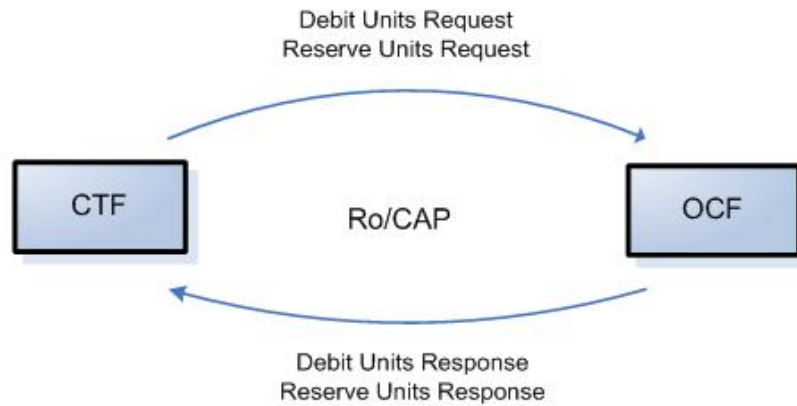 Debit Units Request
Reserve Units Request
CTF
Ro/CAP
OCF
Debit Units Response
Reserve Units Response